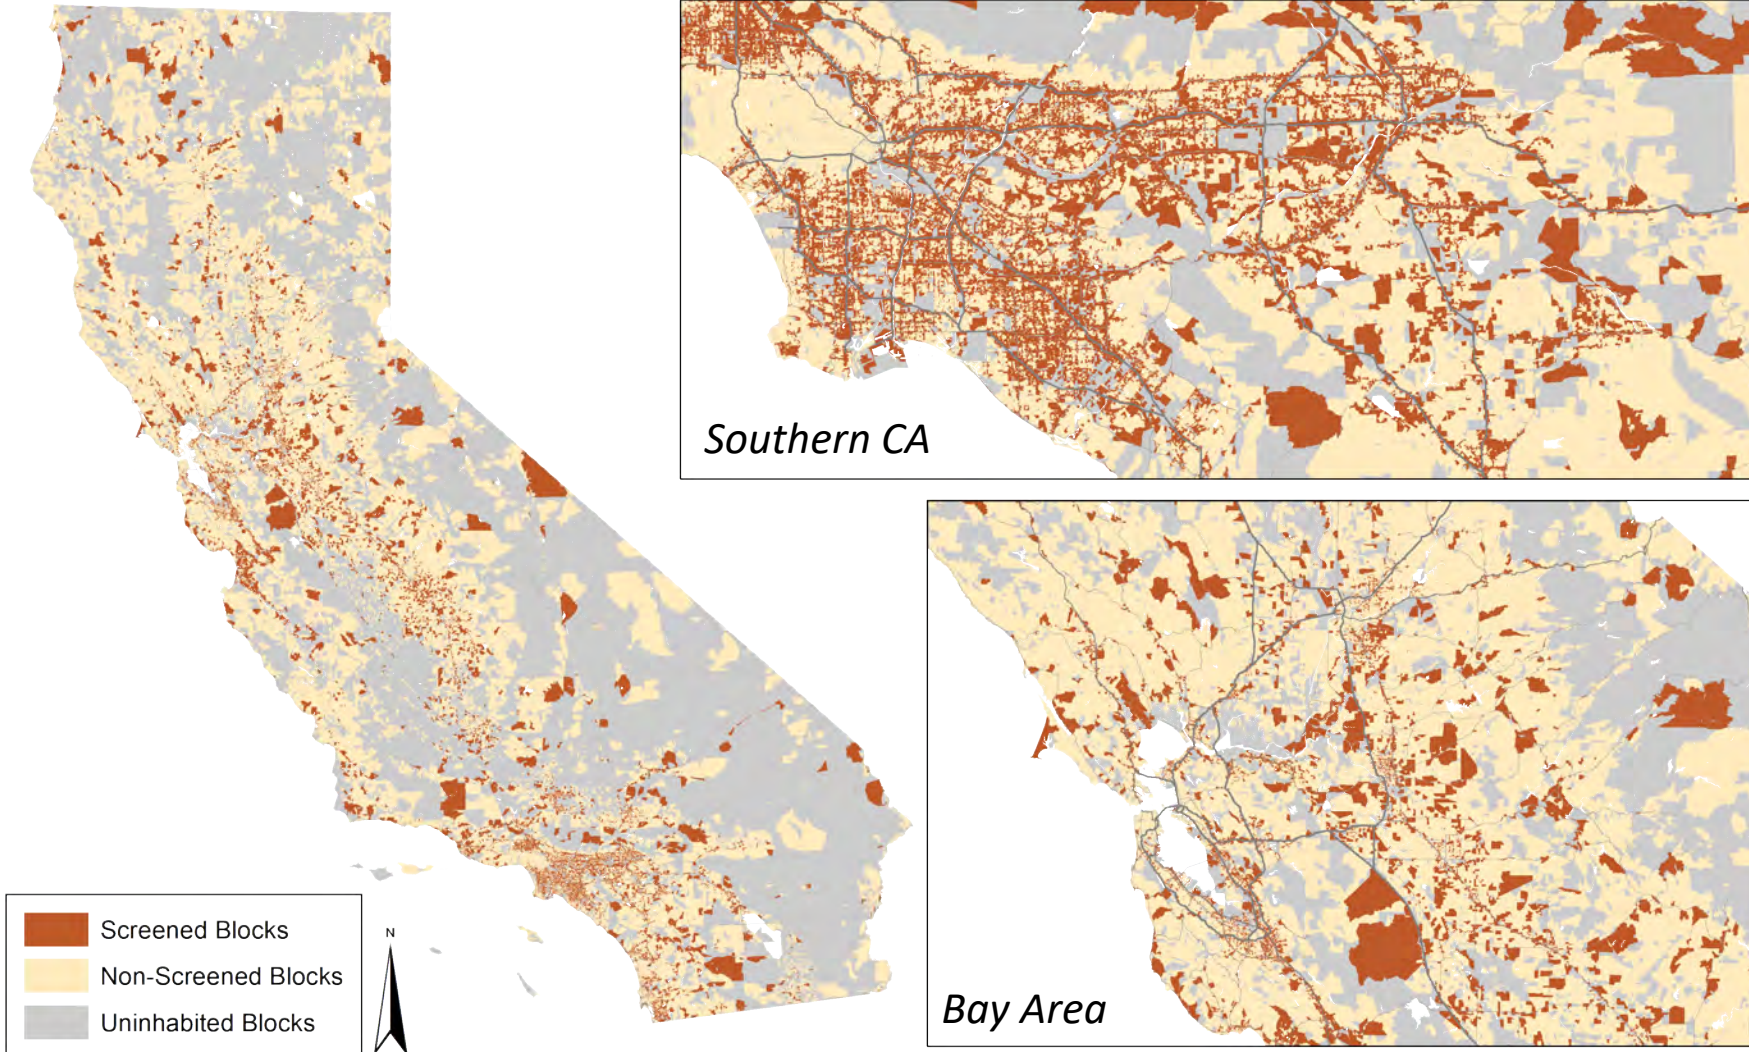 Southern CA
Bay Area
Screened Blocks
Non-Screened Blocks
Uninhabited Blocks
N